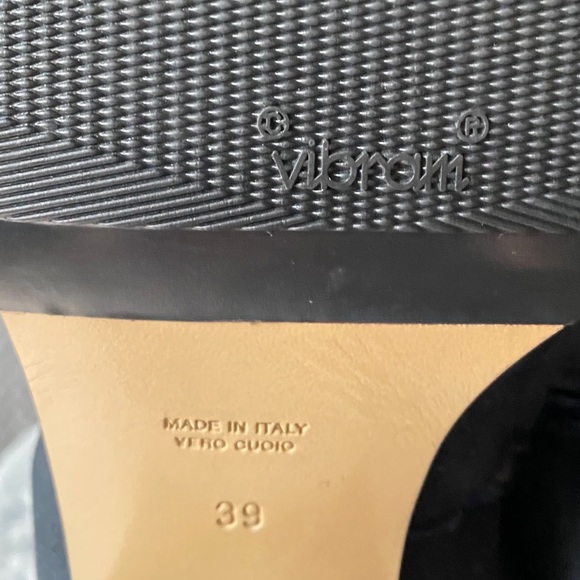 © ®
vibram
MADE IN ITALY
VERO CUOIO
39